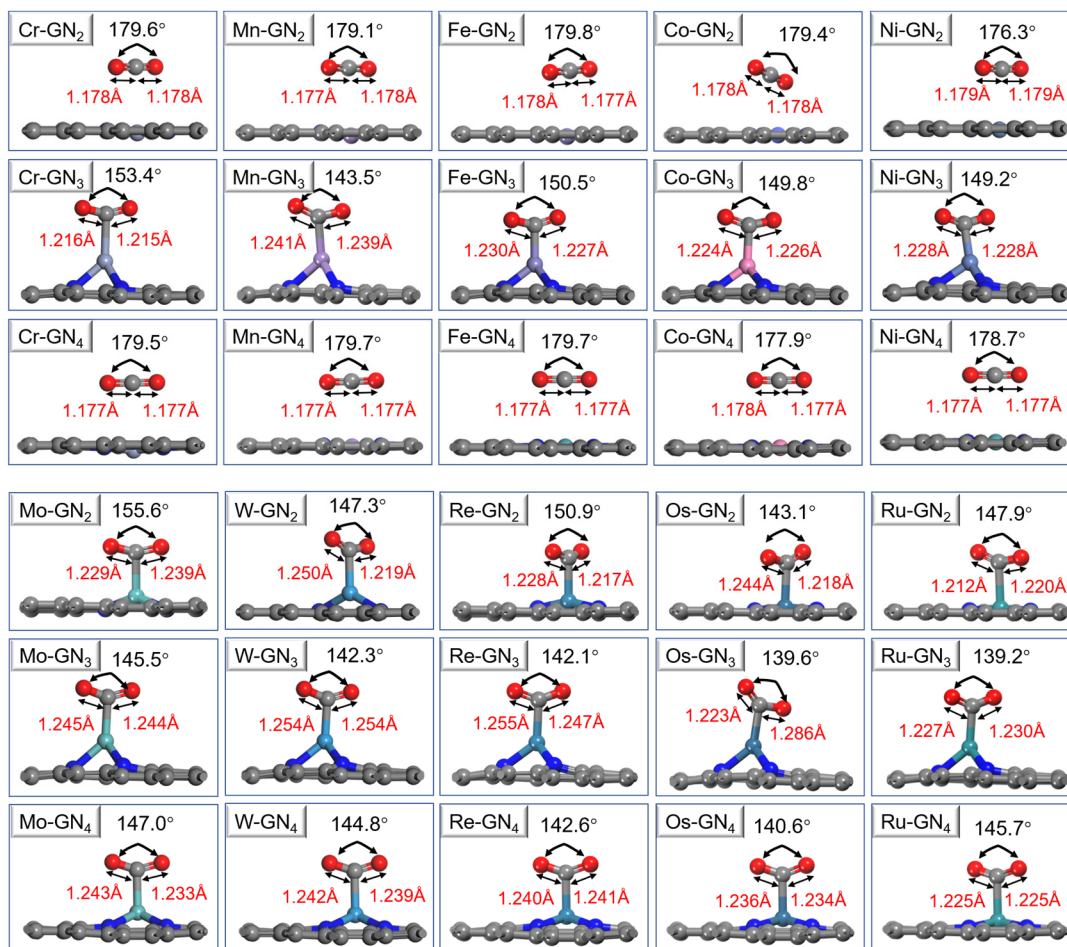 Cr-GN₂ 179.6° Mn-GN₂ 179.1° Fe-GN₂ 179.8° Co-GN₂ 179.4° Ni-GN₂ 176.3°
1.178Å 1.178Å 1.177Å 1.178Å 1.178Å 1.177Å 1.178Å 1.178Å 1.179Å 1.179Å
Cr-GN₃ 153.4° Mn-GN₃ 143.5° Fe-GN₃ 150.5° Co-GN₃ 149.8° Ni-GN₃ 149.2°
1.216Å 1.215Å 1.241Å 1.239Å 1.230Å 1.227Å 1.224Å 1.226Å 1.228Å 1.228Å
Cr-GN₄ 179.5° Mn-GN₄ 179.7° Fe-GN₄ 179.7° Co-GN₄ 177.9° Ni-GN₄ 178.7°
1.177Å 1.177Å 1.177Å 1.177Å 1.177Å 1.177Å 1.178Å 1.177Å 1.177Å 1.177Å
Mo-GN₂ 155.6° W-GN₂ 147.3° Re-GN₂ 150.9° Os-GN₂ 143.1° Ru-GN₂ 147.9°
1.229Å 1.239Å 1.250Å 1.219Å 1.228Å 1.217Å 1.244Å 1.218Å 1.212Å 1.220Å
Mo-GN₃ 145.5° W-GN₃ 142.3° Re-GN₃ 142.1° Os-GN₃ 139.6° Ru-GN₃ 139.2°
1.245Å 1.244Å 1.254Å 1.254Å 1.255Å 1.247Å 1.223Å 1.286Å 1.227Å 1.230Å
Mo-GN₄ 147.0° W-GN₄ 144.8° Re-GN₄ 142.6° Os-GN₄ 140.6° Ru-GN₄ 145.7°
1.243Å 1.233Å 1.242Å 1.239Å 1.240Å 1.241Å 1.236Å 1.234Å 1.225Å 1.225Å